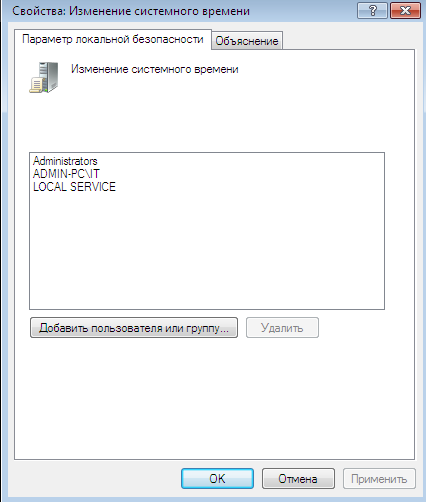 Свойства: Изменение системного времени
Параметр локальной безопасности
Объяснение
Изменение системного времени
Administrators
ADMIN-PC\IT
LOCAL SERVICE
Добавить пользователя или группу...
Удалить
OK
Отмена
Применить